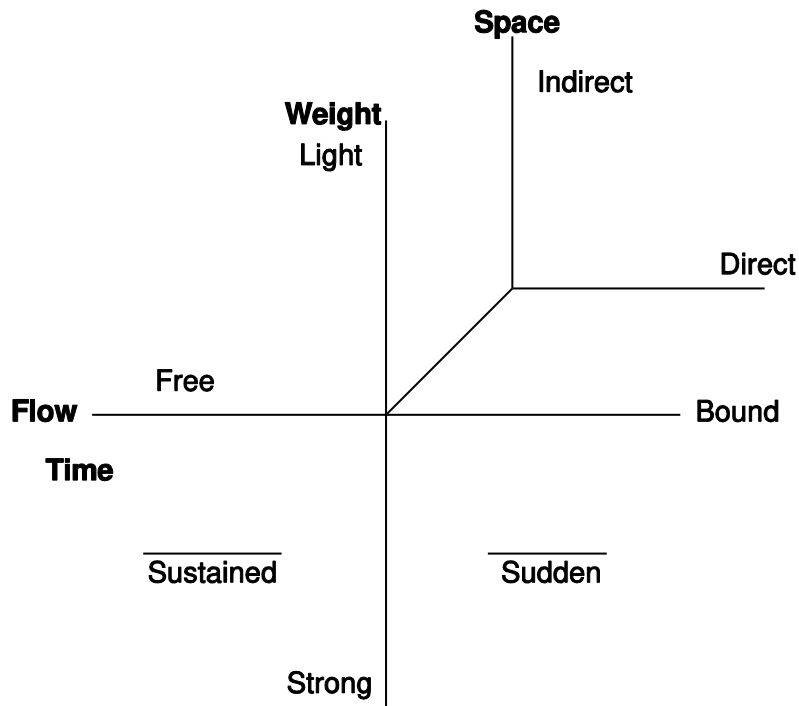 Space
Indirect
Weight
Light
Direct
Free
Flow
Bound
Time
Sustained
Sudden
Strong